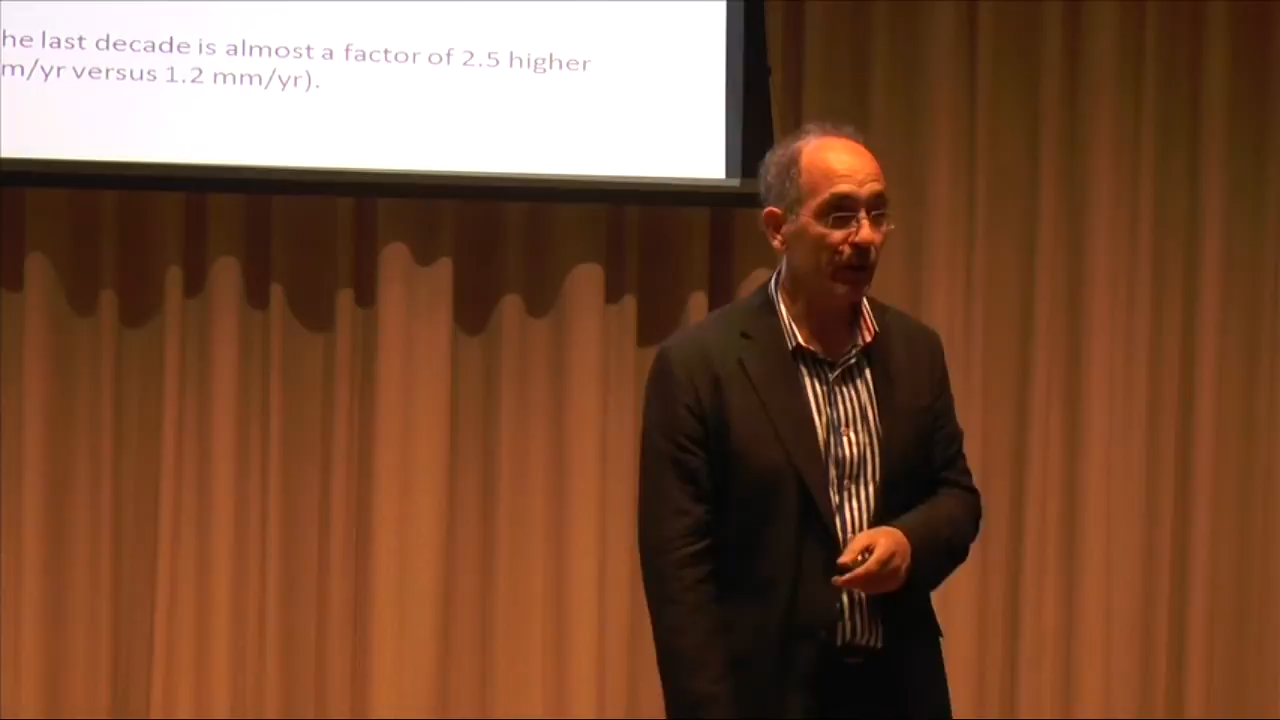 he last decade is almost a factor of 2.5 higher
m/yr versus 1.2 mm/yr).